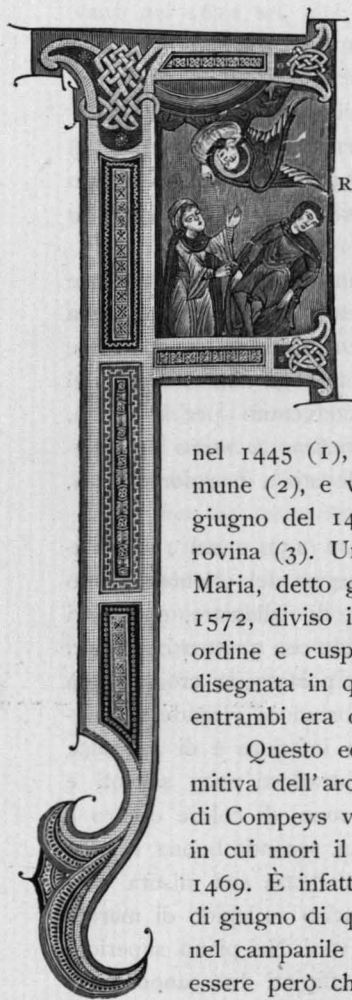 R
nel 1445 (1),
mune (2), e v
giugno del 14
rovina (3). Un
Maria, detto g
1572, diviso i
ordine e cusp
disegnata in q
entrambi era
Questo ec
mitiva dell'arc
di Compeys v
in cui morì il
1469. È infatt
di giugno di q
nel campanile
essere però ch